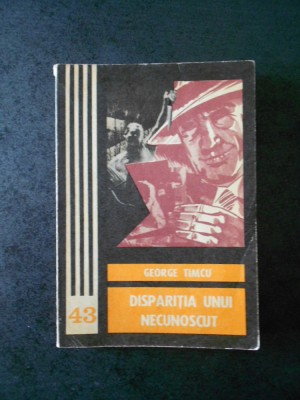 GEORGE TIMCU
DISPARIȚIA UNUI
NECUNOSCUT
43